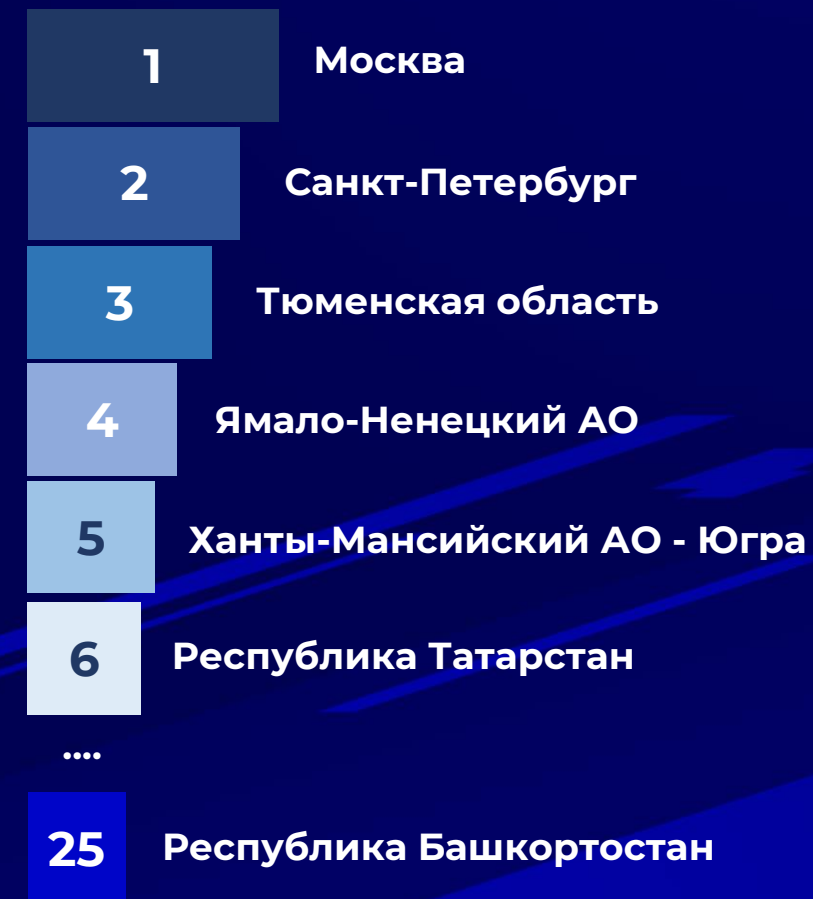 1 Москва
2 Санкт-Петербург
3 Тюменская область
4 Ямало-Ненецкий АО
5 Ханты-Мансийский АО - Югра
6 Республика Татарстан
....
25 Республика Башкортостан